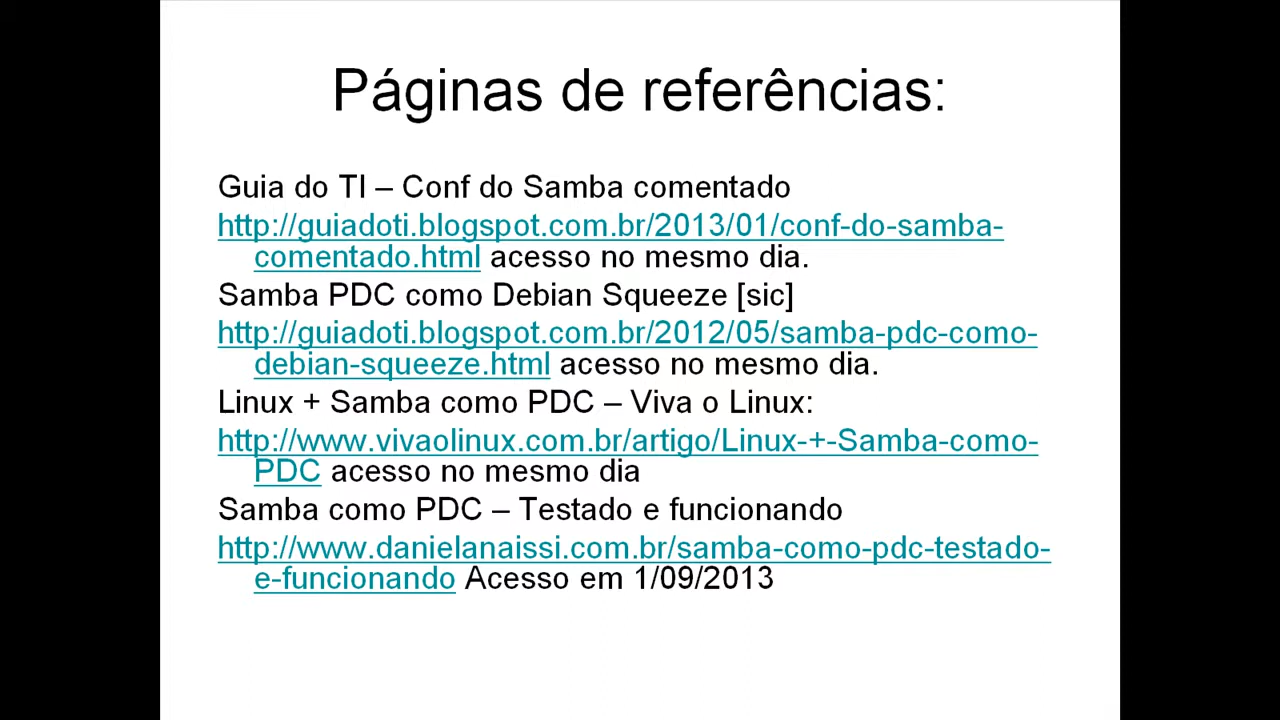 Páginas de referências:
Guia do TI – Conf do Samba comentado
http://guiadoti.blogspot.com.br/2013/01/conf-do-samba-
comentado.html acesso no mesmo dia.
Samba PDC como Debian Squeeze [sic]
http://guiadoti.blogspot.com.br/2012/05/samba-pdc-como-
debian-squeeze.html acesso no mesmo dia.
Linux + Samba como PDC – Viva o Linux:
http://www.vivaolinux.com.br/artigo/Linux-+-Samba-como-
PDC acesso no mesmo dia
Samba como PDC – Testado e funcionando
http://www.danielanaissi.com.br/samba-como-pdc-testado-
e-funcionando Acesso em 1/09/2013